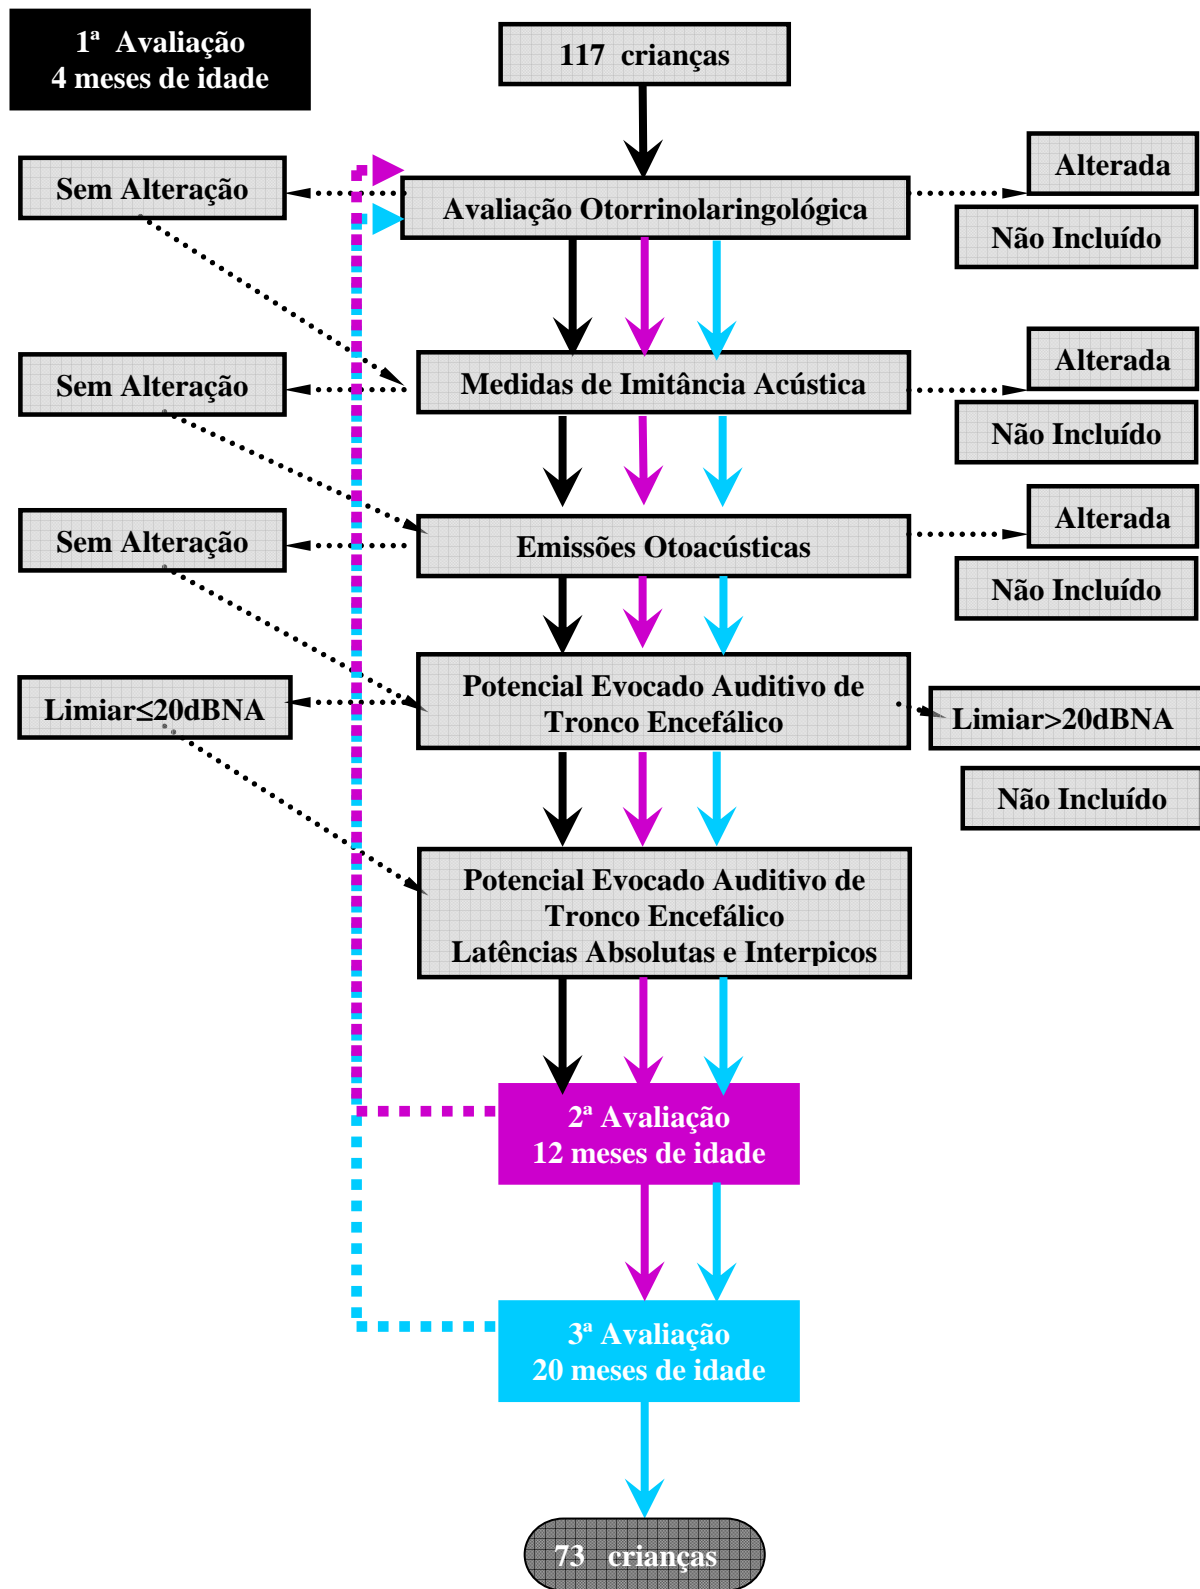 1ª Avaliação
4 meses de idade
117 crianças
Alterada
Sem Alteração
Avaliação Otorrinolaringológica
Não Incluído
Alterada
Sem Alteração
Medidas de Imitância Acústica
Não Incluído
Alterada
Sem Alteração
Emissões Otoacústicas
Não Incluído
Potencial Evocado Auditivo de
Tronco Encefálico
Limiar≤20dBNA
Limiar>20dBNA
Não Incluído
Potencial Evocado Auditivo de
Tronco Encefálico
Latências Absolutas e Interpicos
2ª Avaliação
12 meses de idade
3ª Avaliação
20 meses de idade
73 crianças